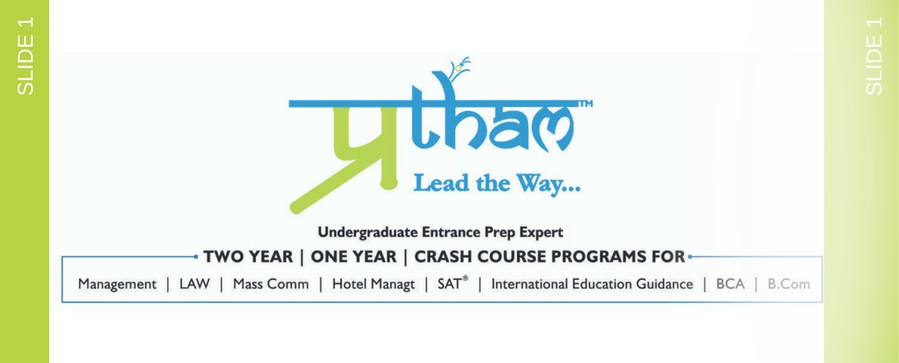 SLIDE 1
SLIDE 1
प्रtham™
Lead the Way...
Undergraduate Entrance Prep Expert
TWO YEAR | ONE YEAR | CRASH COURSE PROGRAMS FOR
Management | LAW | Mass Comm | Hotel Managt | SAT® | International Education Guidance | BCA | B.Com